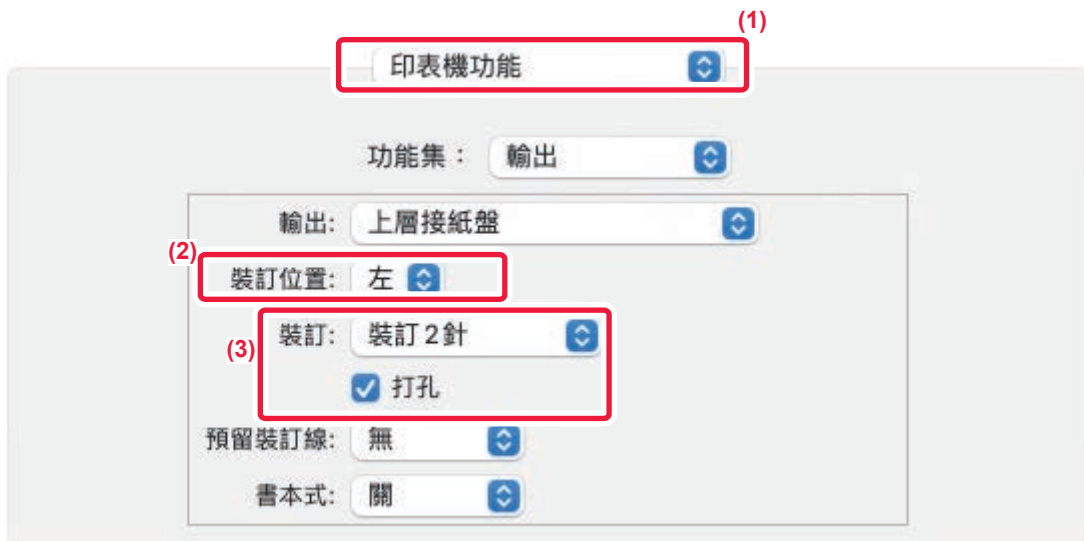 (1)
印表機功能
功能集： 輸出
輸出: 上層接紙盤
(2)
裝訂位置: 左
(3)
裝訂: 裝訂2針
打孔
預留裝訂線: 無
書本式: 關